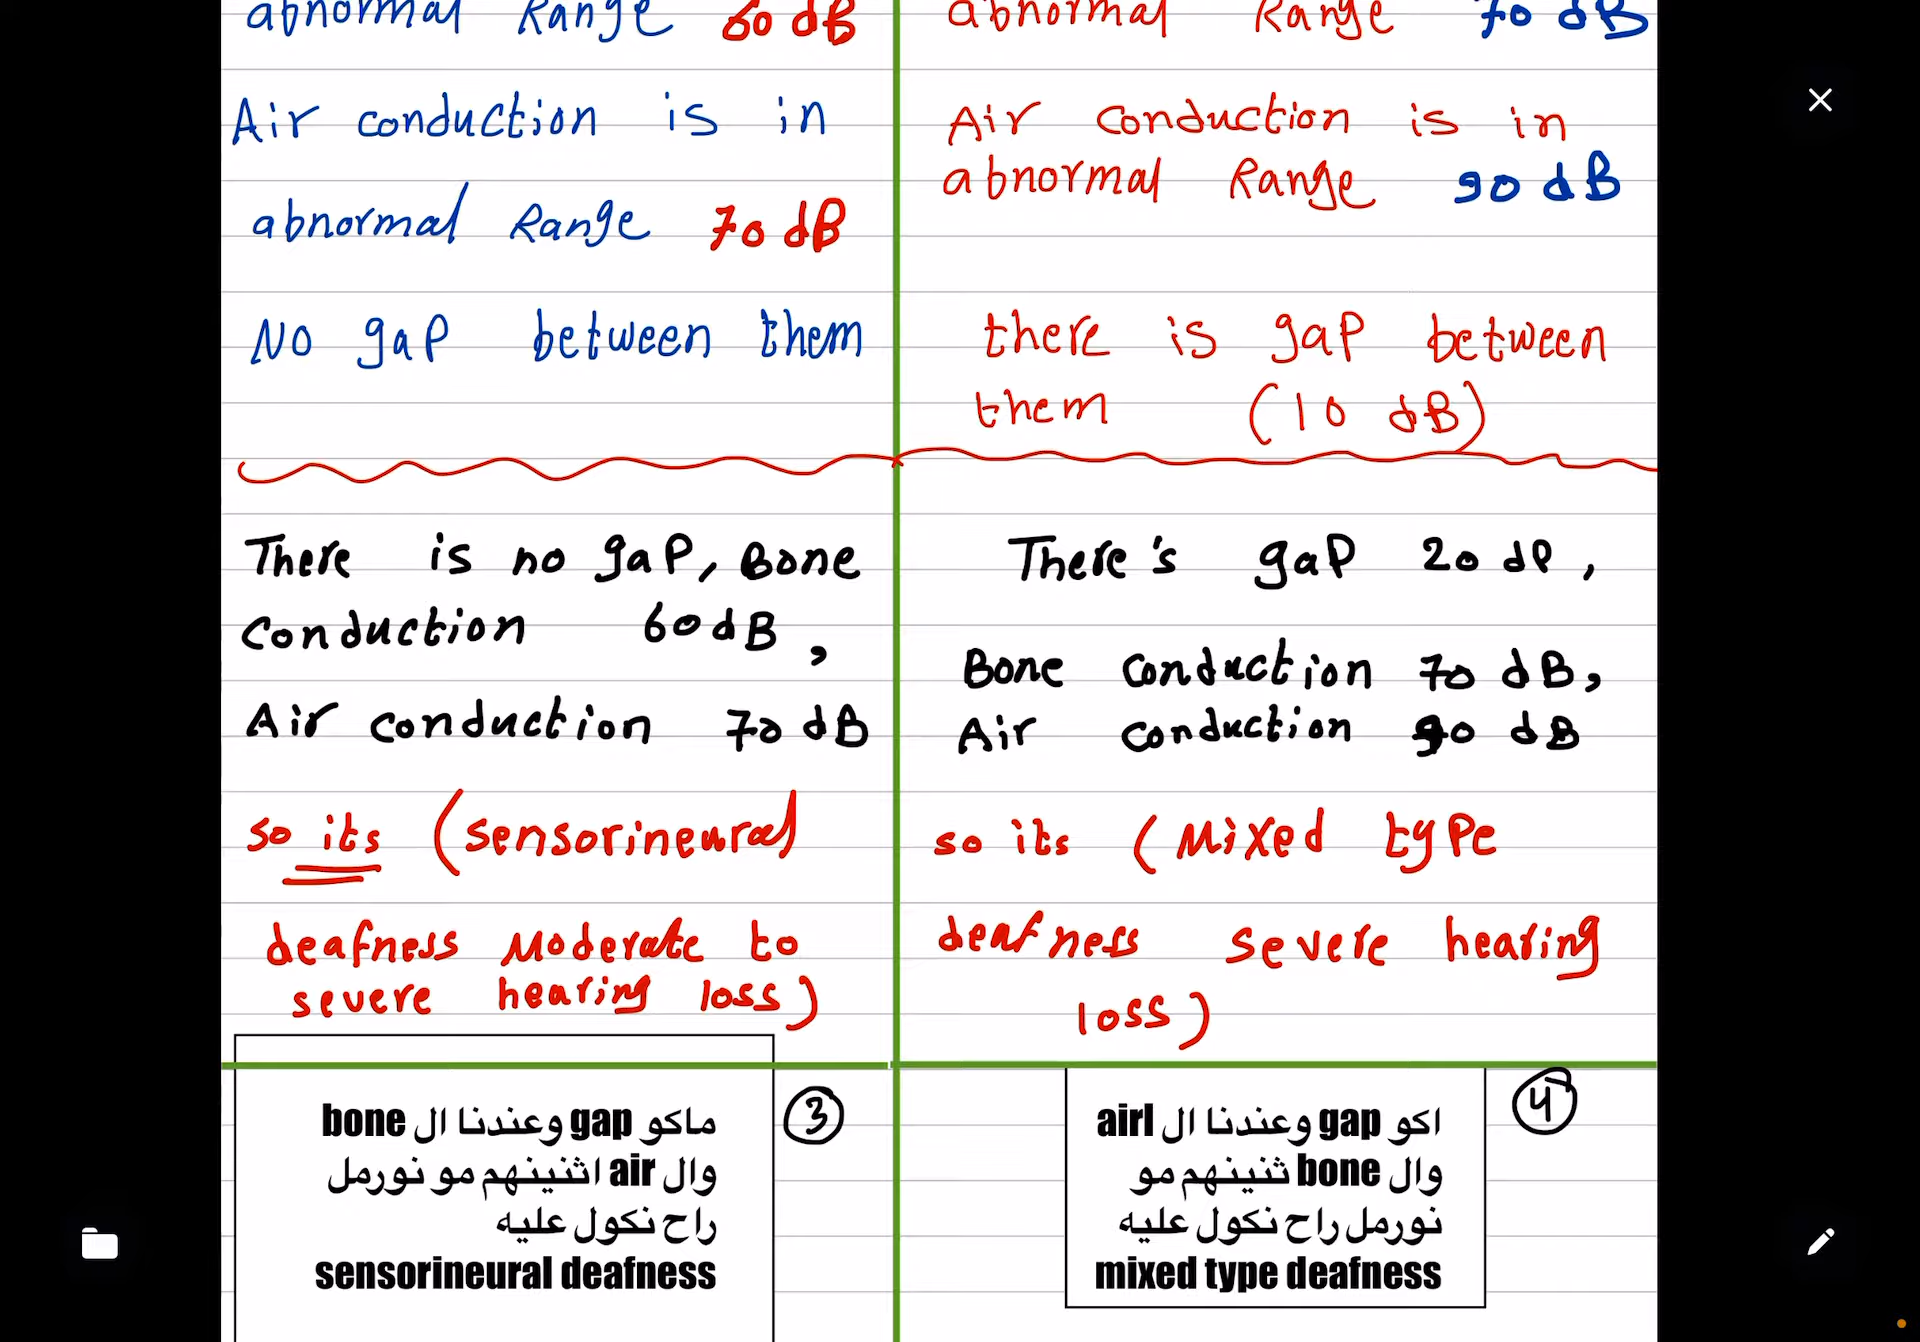 abnormal Range 60 dB
Air conduction is in
abnormal Range 70 dB
No gap between them
There is no gap, Bone
conduction 60 dB,
Air conduction 70 dB
so its (sensorineural
deafness Moderate to
severe hearing loss)
3
ماكو gap وعندنا ال bone
وال air اثنينهم مو نورمل
راح نكول عليه
sensorineural deafness
abnormal Range 70 dB
Air conduction is in
abnormal Range 90 dB
there is gap between
them (10 dB)
There's gap 20 dP,
Bone conduction 70 dB,
Air conduction 90 dB
so its (Mixed type
deafness severe hearing
loss)
4
اكو gap وعندنا ال airl
وال bone ثنينهم مو
نورمل راح نكول عليه
mixed type deafness